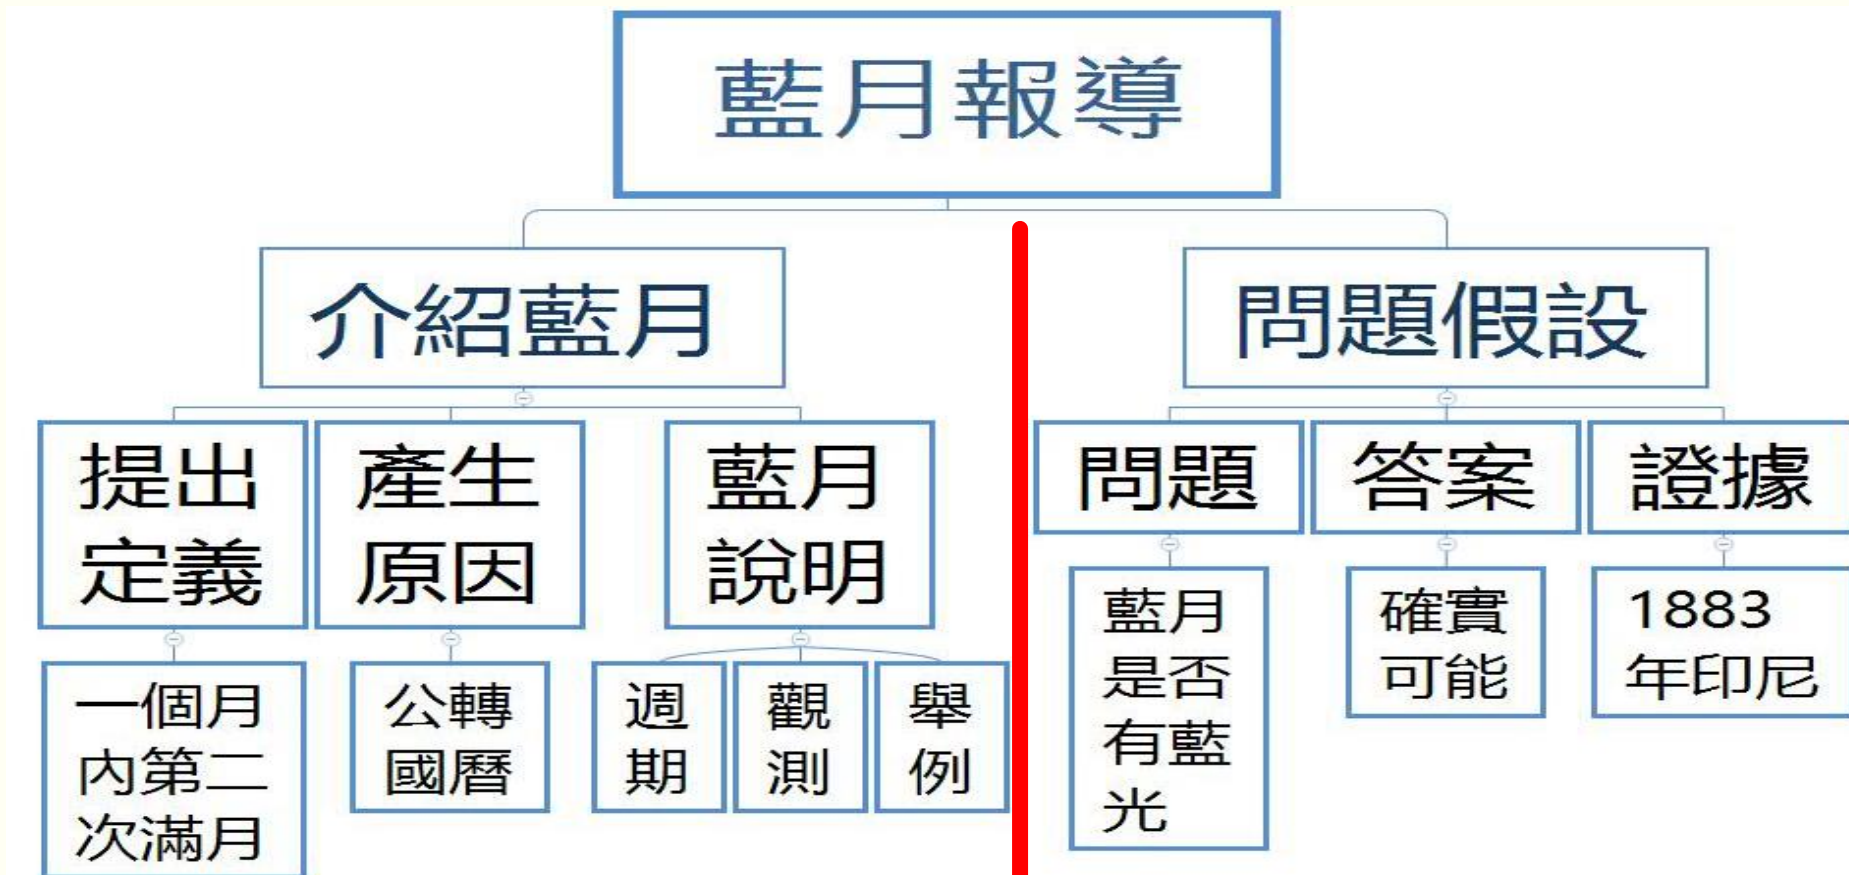 藍月報導
介紹藍月
問題假設
提出
定義
產生
原因
藍月
說明
問題
答案
證據
一個月
內第二
次滿月
公轉
國曆
週
期
觀
測
舉
例
藍月
是否
有藍
光
確實
可能
1883
年印尼